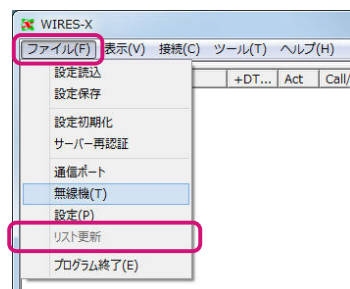 WIRES-X
ファイル(F) 表示(V) 接続(C) ツール(T) ヘルプ(H)
+DT... Act Call/
設定読込
設定保存
設定初期化
サーバー再認証
通信ポート
無線機(T)
設定(P)
リスト更新
プログラム終了(E)